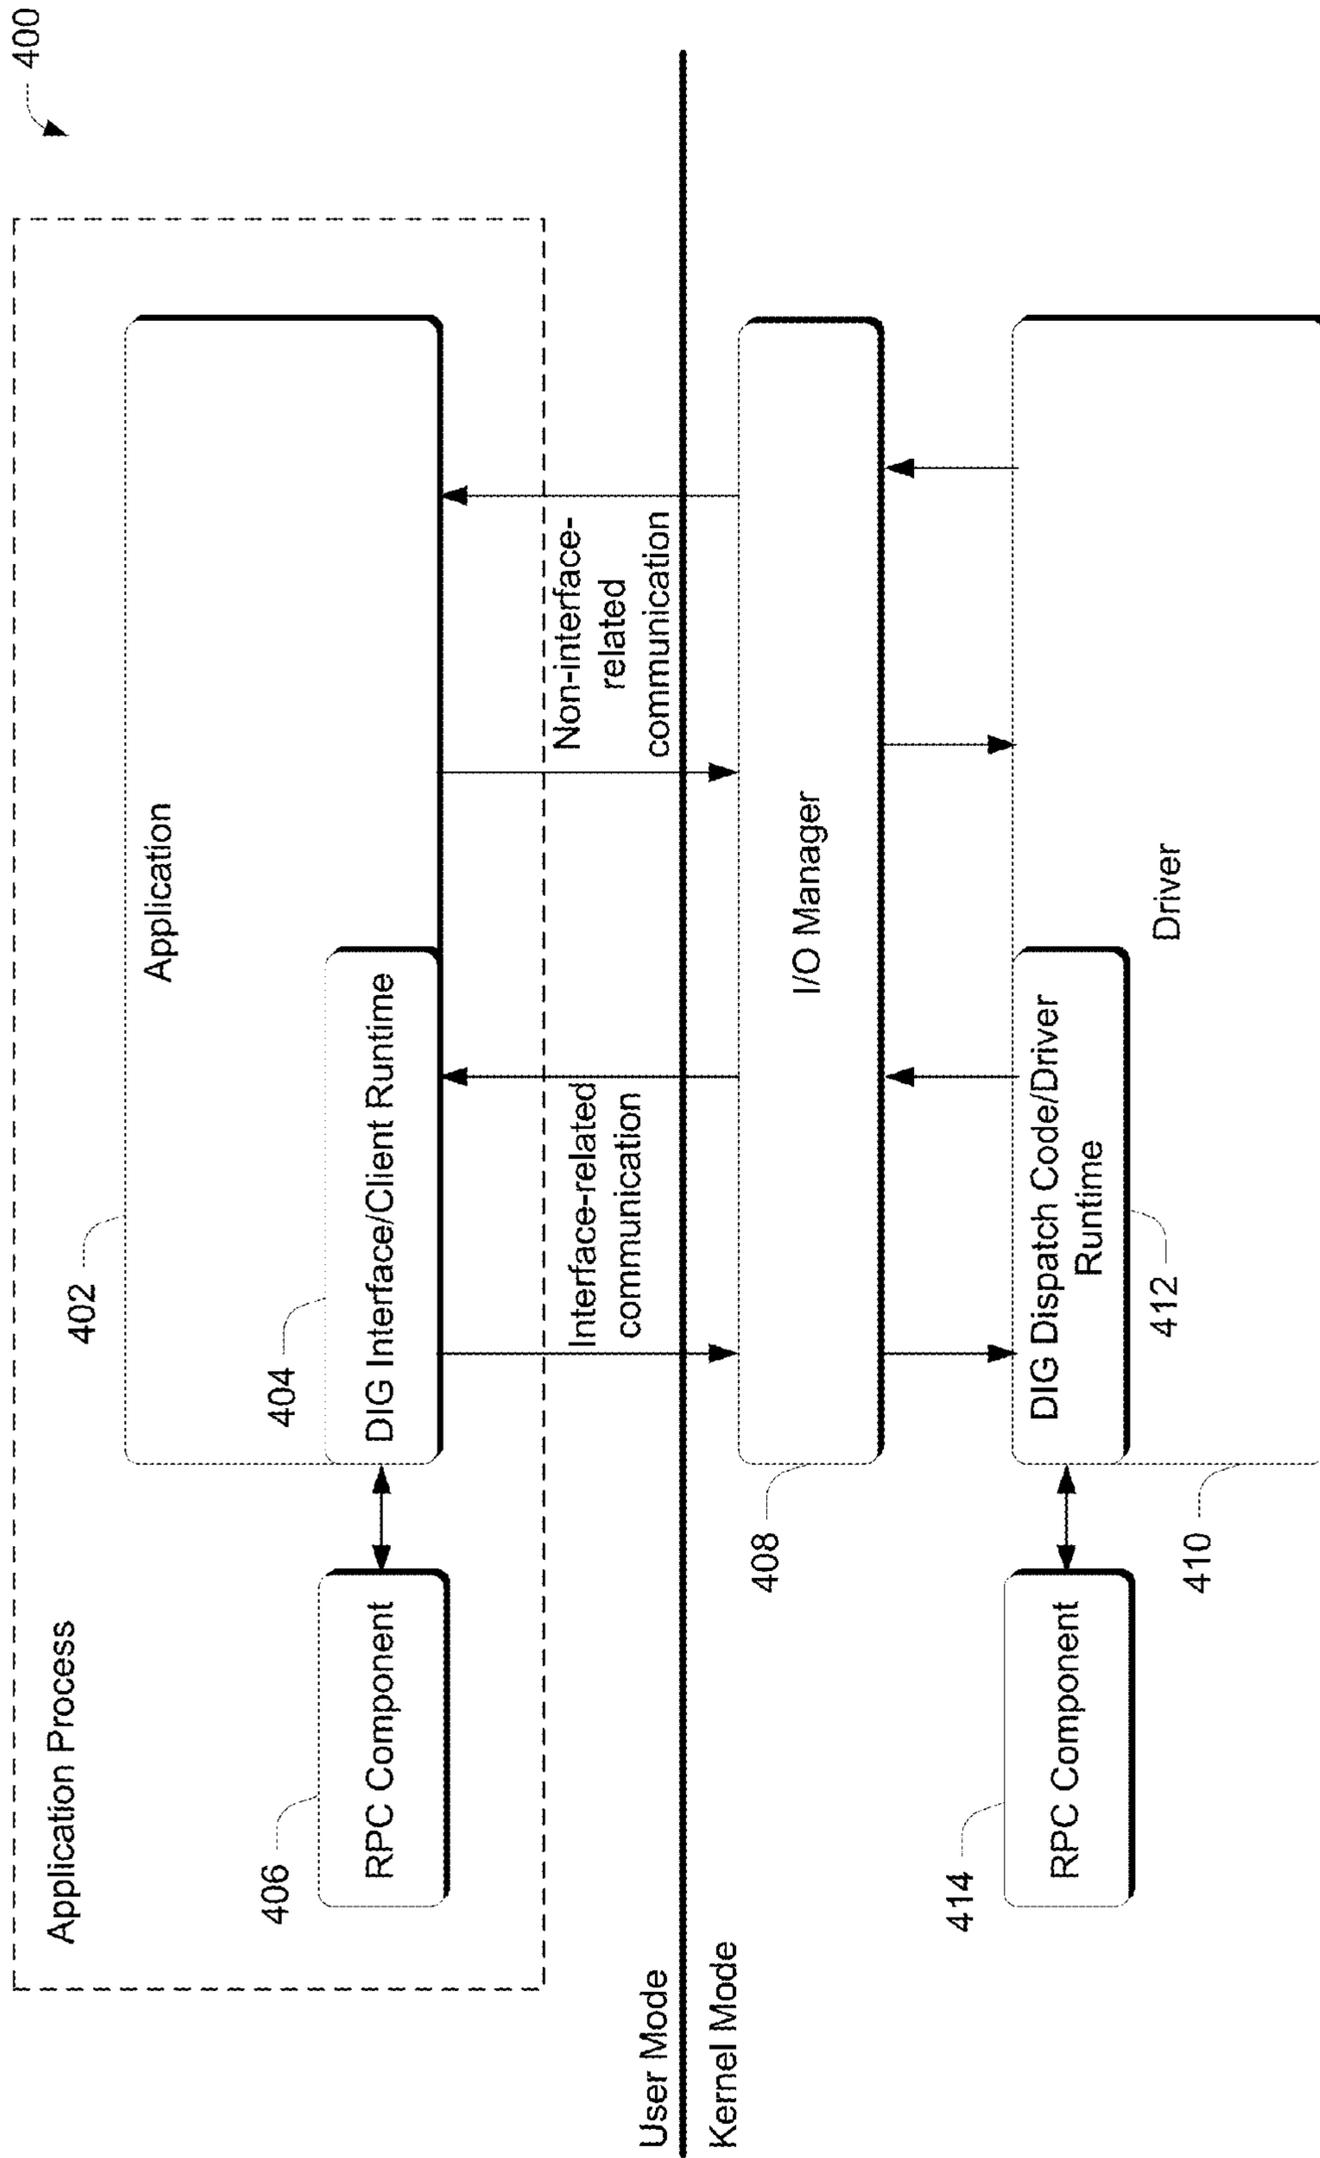 400
Application Process
402
Application
404
DIG Interface/Client Runtime
406
RPC Component
Interface-related
communication
Non-interface-
related
communication
User Mode
Kernel Mode
408
I/O Manager
414
RPC Component
DIG Dispatch Code/Driver
Runtime
412
Driver
410